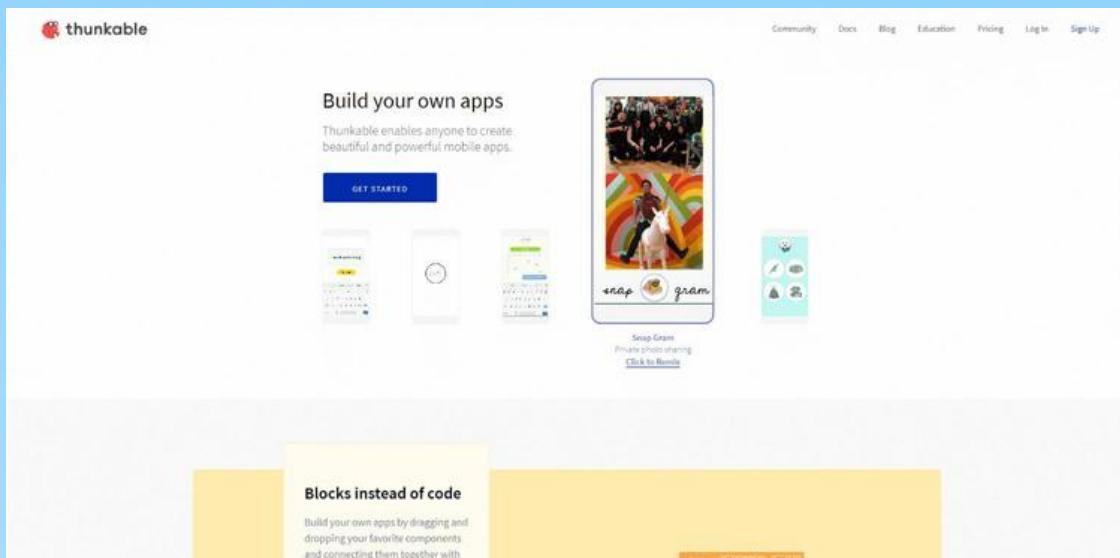 thunkable
Community Docs Blog Education Pricing Log In Sign Up
Build your own apps
Thunkable enables anyone to create
beautiful and powerful mobile apps.
GET STARTED
snap gram
Snap Gram
Private photo sharing
Click to Remix
Blocks instead of code
Build your own apps by dragging and
dropping your favorite components
and connecting them together with